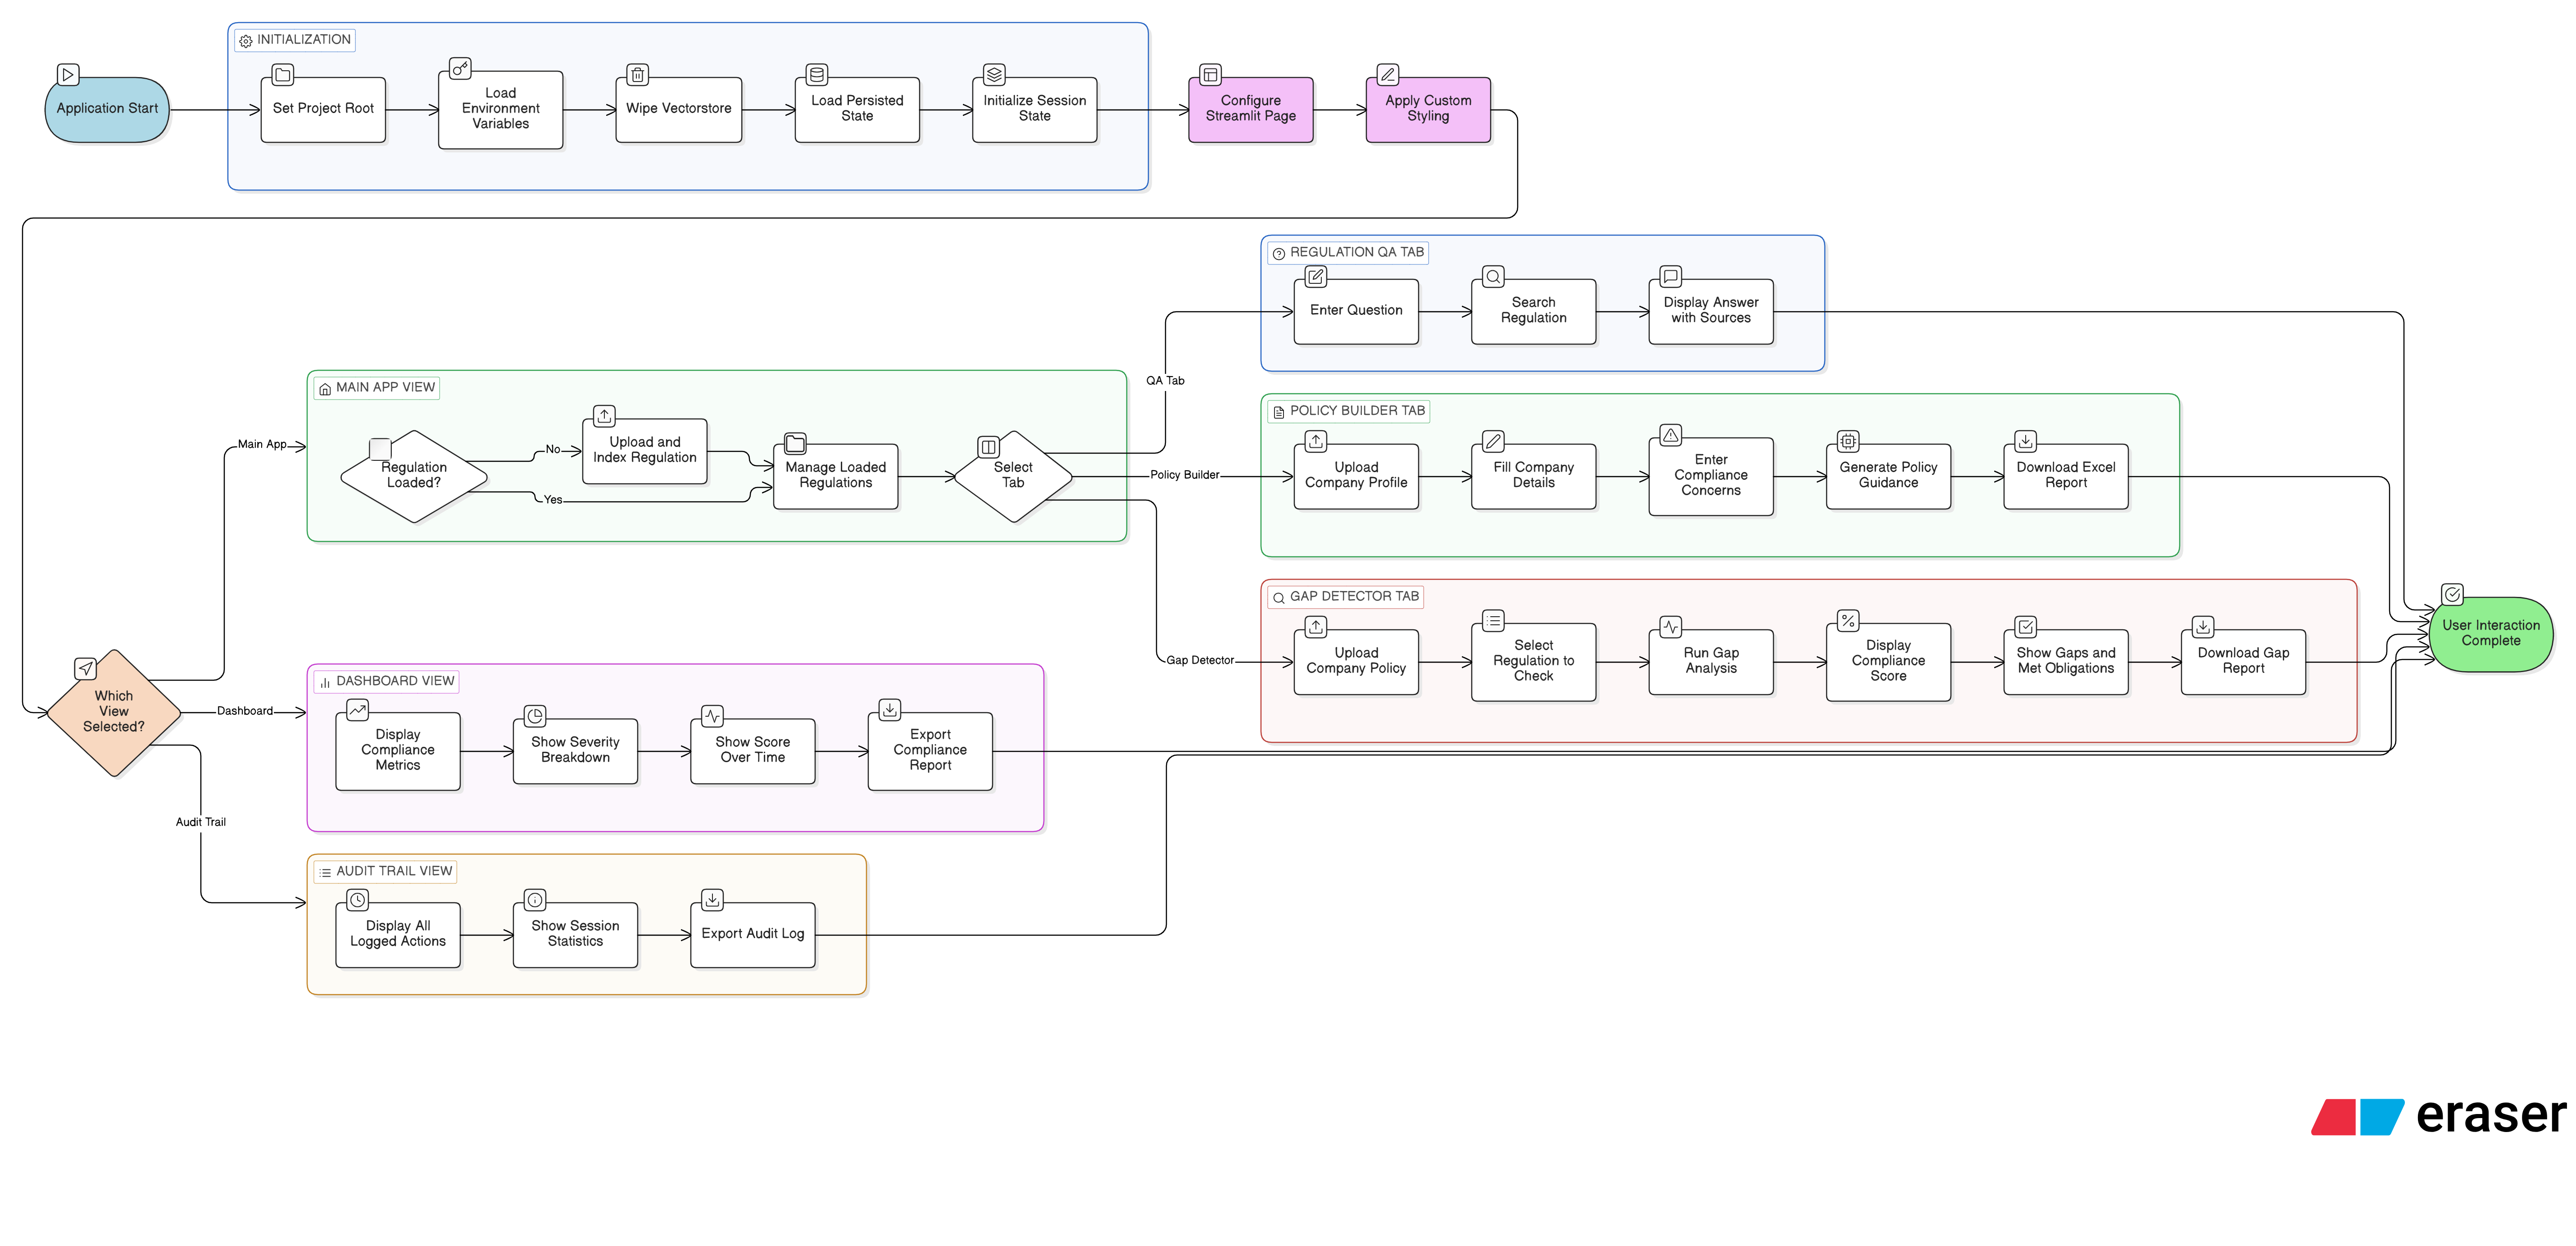 INITIALIZATION
Application Start
Set Project Root
Load
Environment
Variables
Wipe Vectorstore
Load Persisted
State
Initialize Session
State
Configure
Streamlit Page
Apply Custom
Styling
REGULATION QA TAB
Enter Question
Search
Regulation
Display Answer
with Sources
QA Tab
MAIN APP VIEW
Main App
Regulation
Loaded?
No
Yes
Upload and
Index Regulation
Manage Loaded
Regulations
Select
Tab
Policy Builder
POLICY BUILDER TAB
Upload
Company Profile
Fill Company
Details
Enter
Compliance
Concerns
Generate Policy
Guidance
Download Excel
Report
GAP DETECTOR TAB
Gap Detector
Upload
Company Policy
Select
Regulation to
Check
Run Gap
Analysis
Display
Compliance
Score
Show Gaps and
Met Obligations
Download Gap
Report
User Interaction
Complete
Which
View
Selected?
Dashboard
DASHBOARD VIEW
Display
Compliance
Metrics
Show Severity
Breakdown
Show Score
Over Time
Export
Compliance
Report
Audit Trail
AUDIT TRAIL VIEW
Display All
Logged Actions
Show Session
Statistics
Export Audit Log
eraser